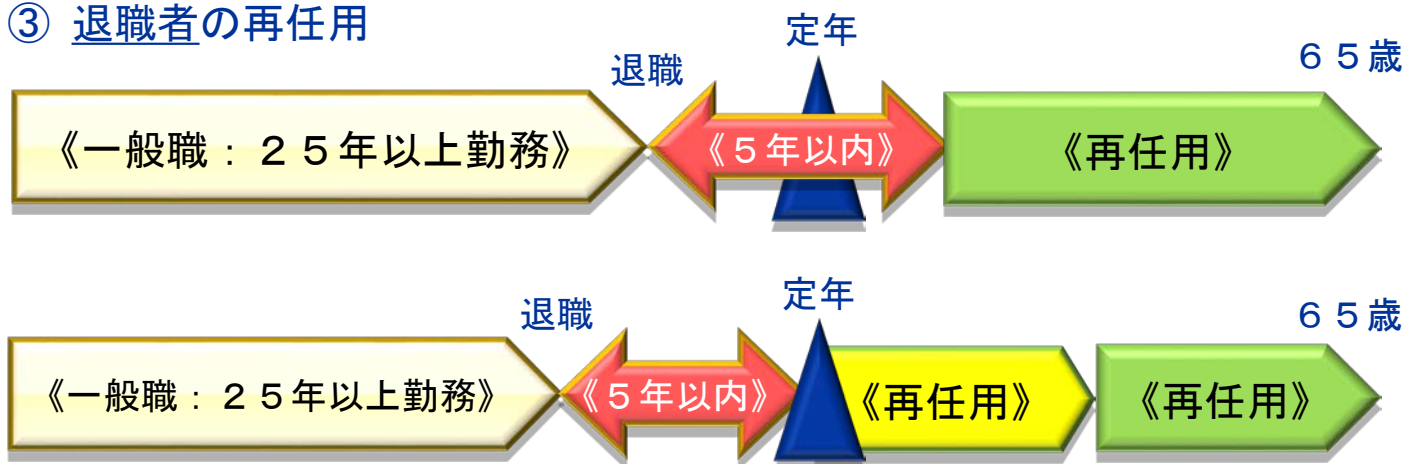 ③ 退職者の再任用
定年
退職
６５歳
《一般職：２５年以上勤務》
《５年以内》
《再任用》
定年
退職
６５歳
《一般職：２５年以上勤務》
《５年以内》
《再任用》
《再任用》